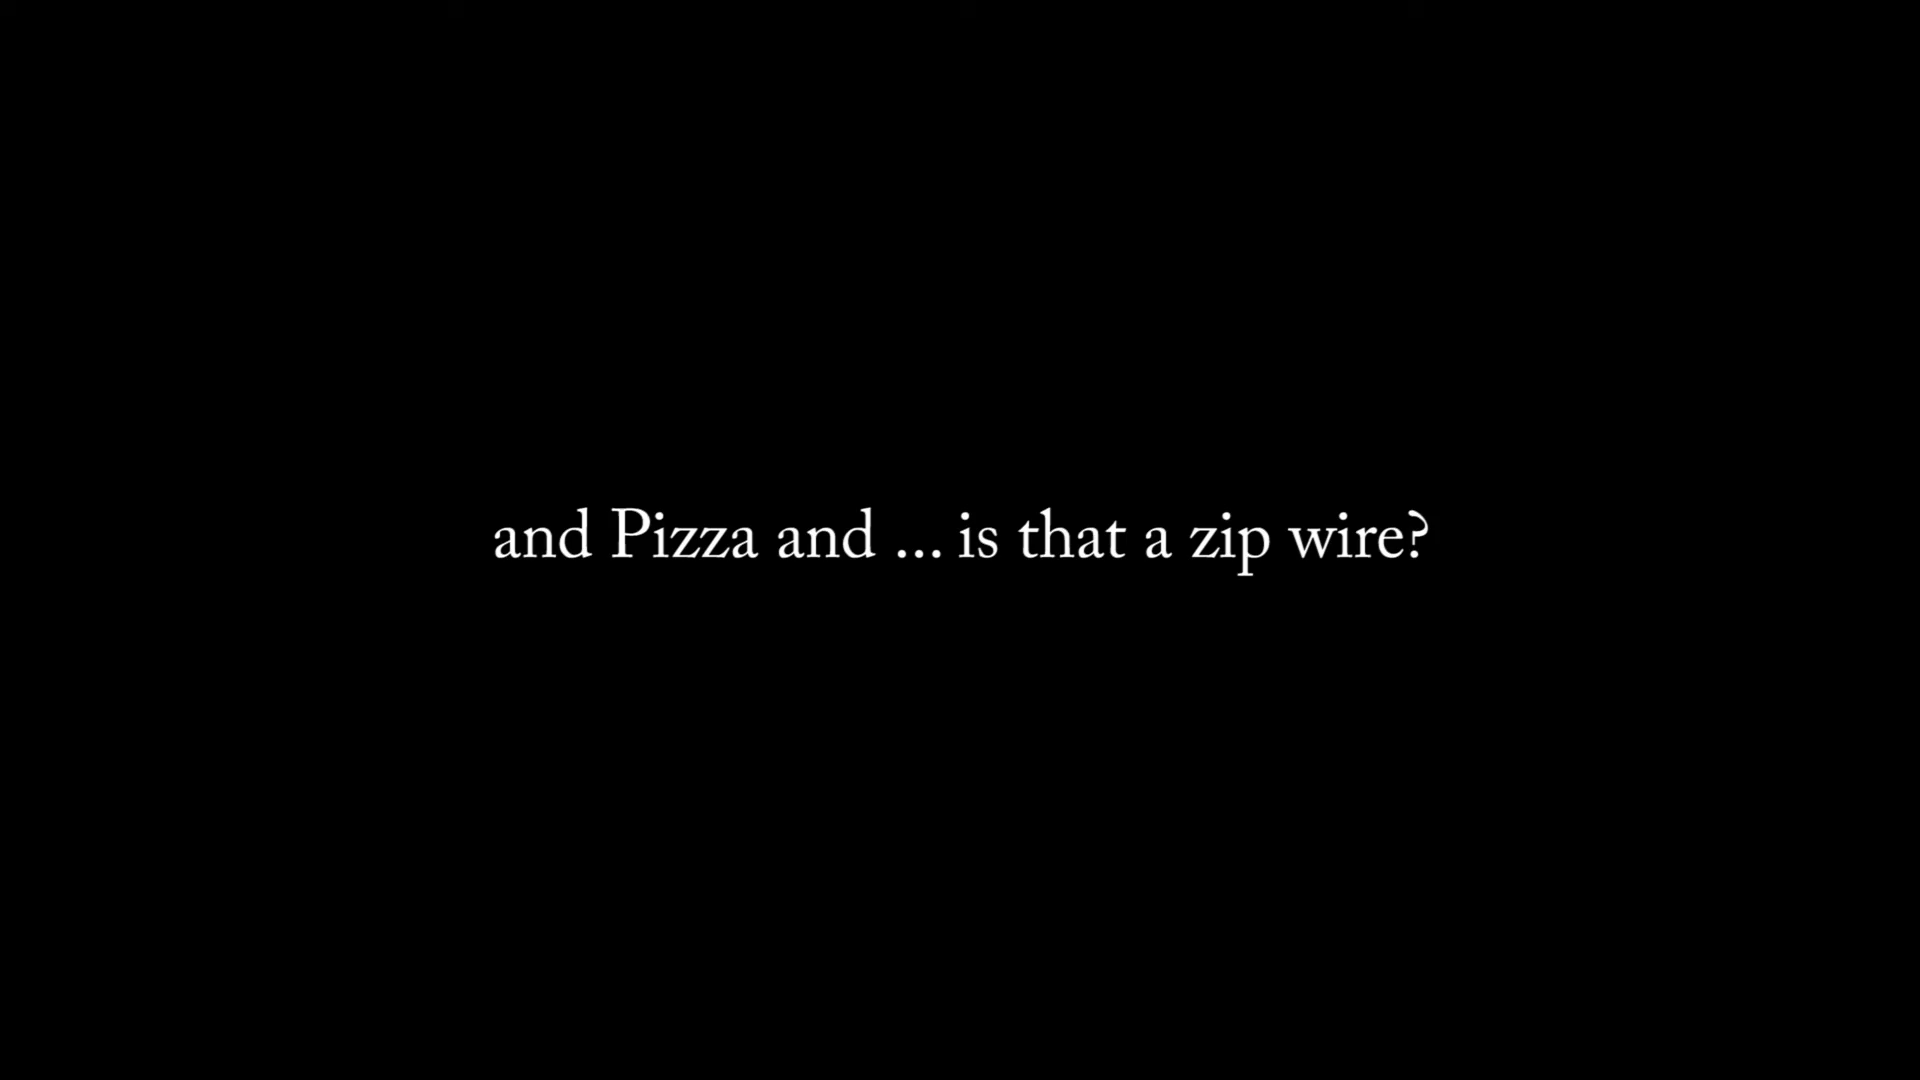 and Pizza and ... is that a zip wire?